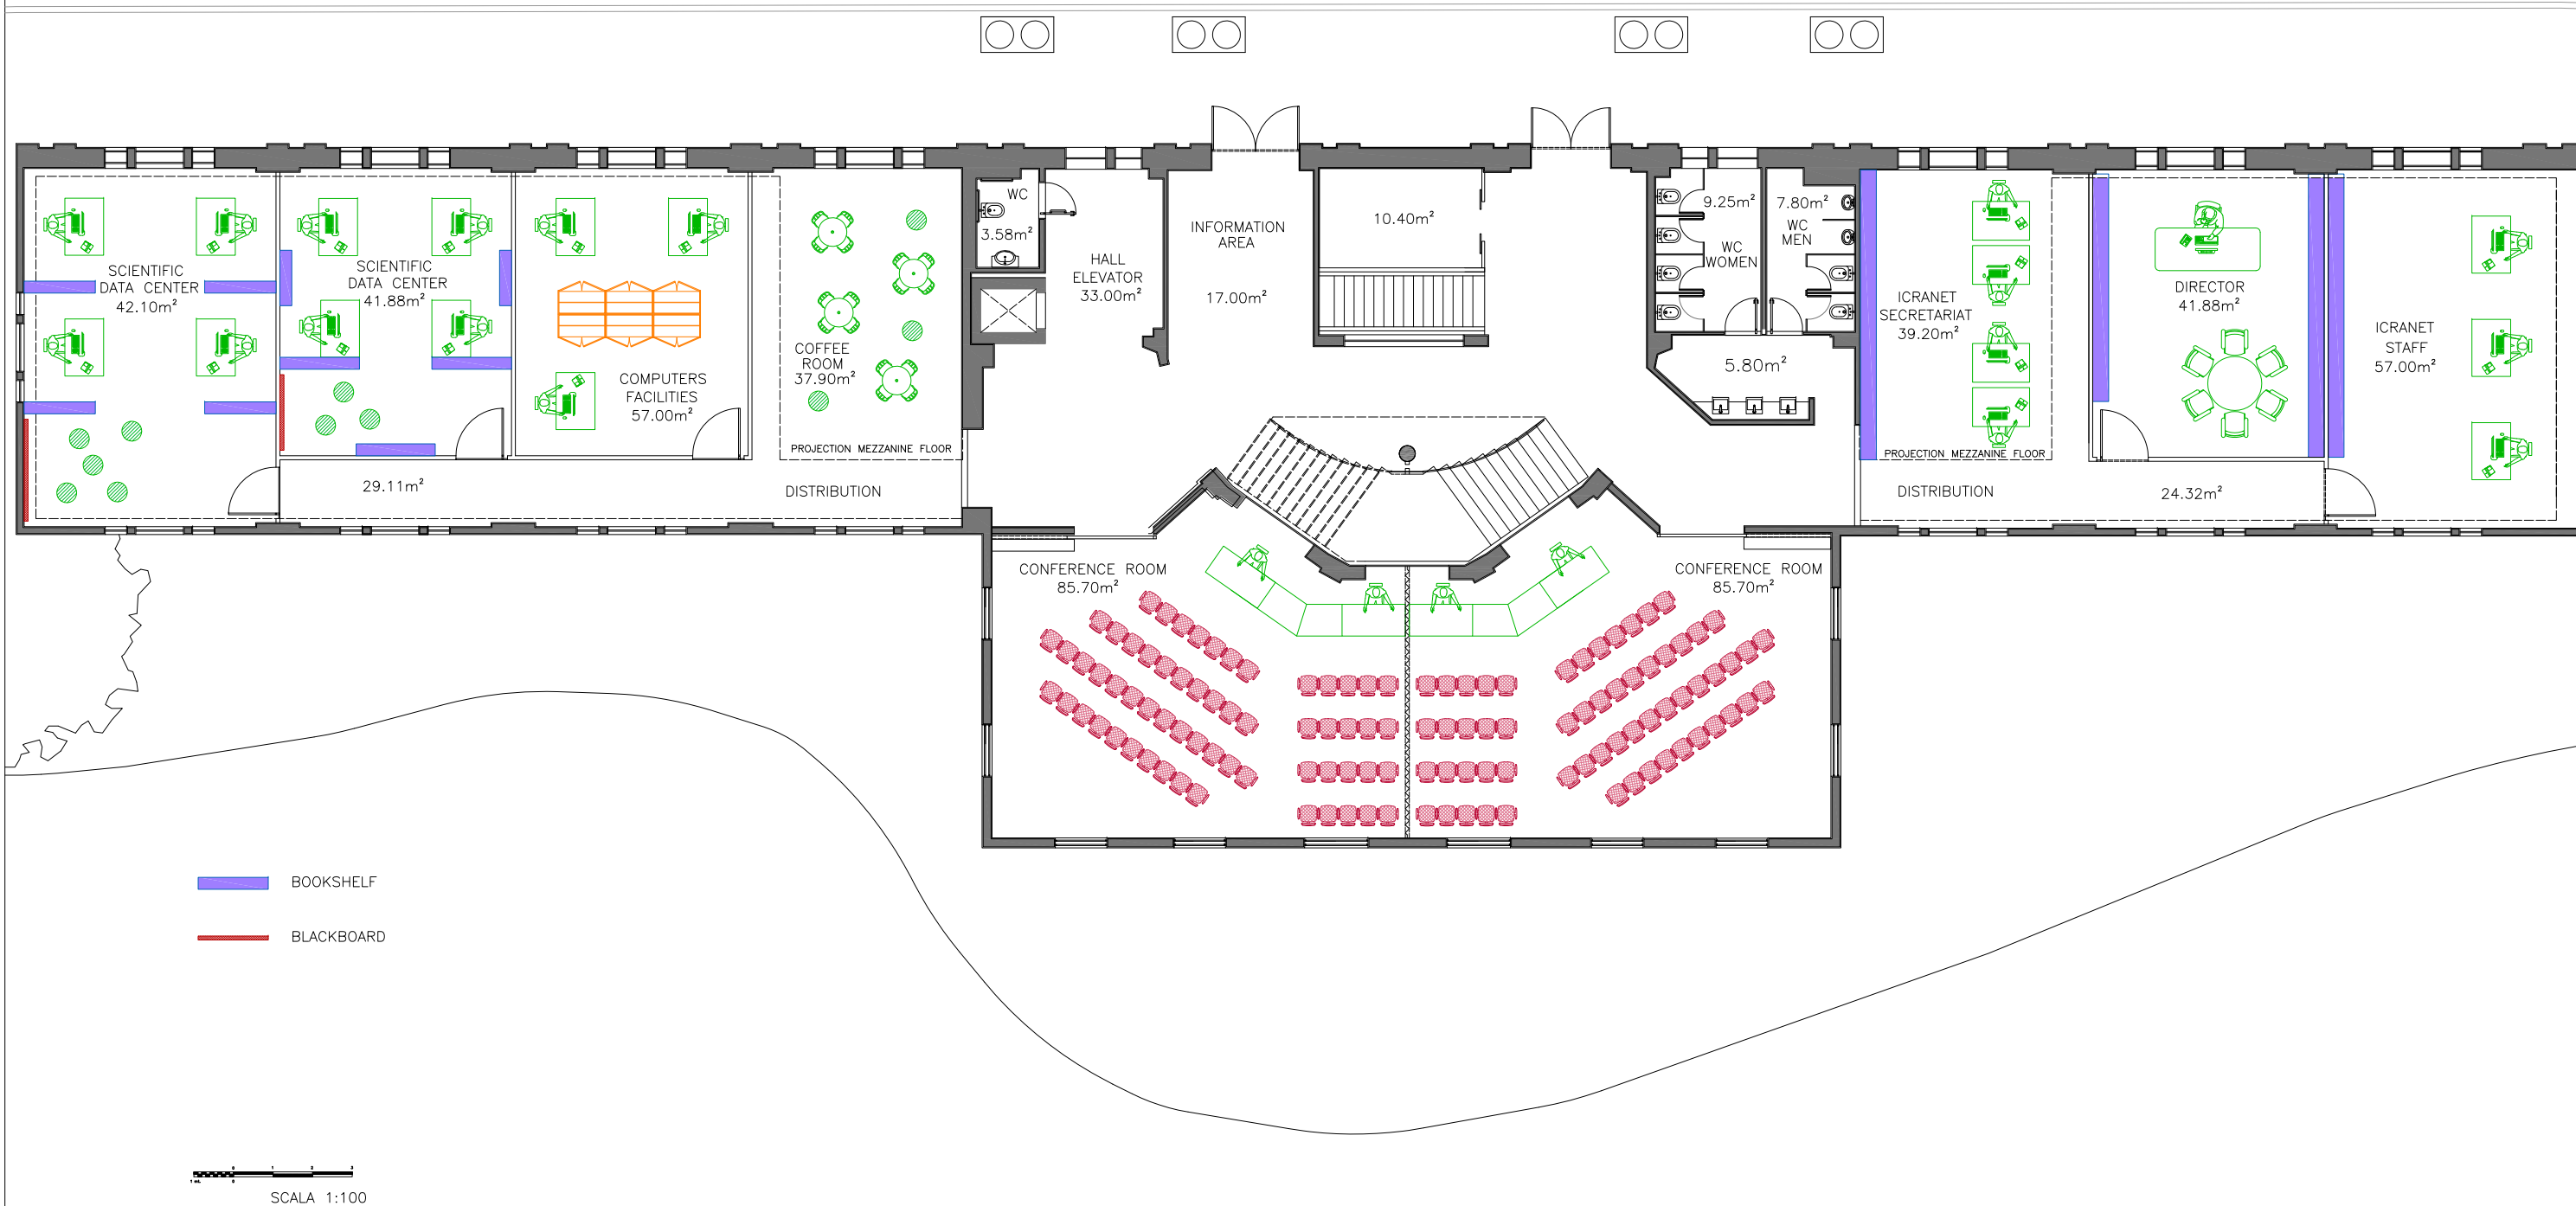 SCIENTIFIC
DATA CENTER
42.10m²
SCIENTIFIC
DATA CENTER
41.88m²
COMPUTERS
FACILITIES
57.00m²
COFFEE
ROOM
37.90m²
PROJECTION MEZZANINE FLOOR
29.11m²
DISTRIBUTION
WC
3.58m²
HALL
ELEVATOR
33.00m²
INFORMATION
AREA
17.00m²
10.40m²
9.25m²
WC
WOMEN
7.80m²
WC
MEN
5.80m²
ICRANET
SECRETARIAT
39.20m²
PROJECTION MEZZANINE FLOOR
DIRECTOR
41.88m²
ICRANET
STAFF
57.00m²
DISTRIBUTION
24.32m²
CONFERENCE ROOM
85.70m²
CONFERENCE ROOM
85.70m²
BOOKSHELF
BLACKBOARD
SCALA 1:100